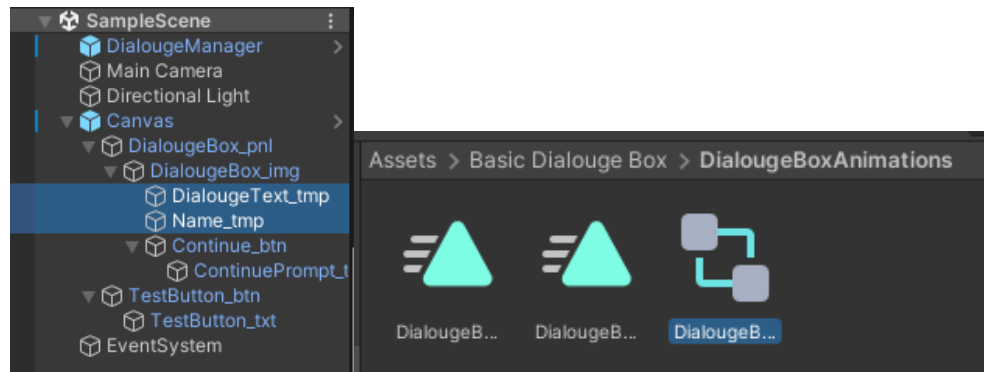 SampleScene
DialougeManager
Main Camera
Directional Light
Canvas
DialougeBox_pnl
DialougeBox_img
DialougeText_tmp
Name_tmp
Continue_btn
ContinuePrompt_t
TestButton_btn
TestButton_txt
EventSystem
Assets > Basic Dialouge Box > DialougeBoxAnimations
DialougeB... DialougeB... DialougeB...